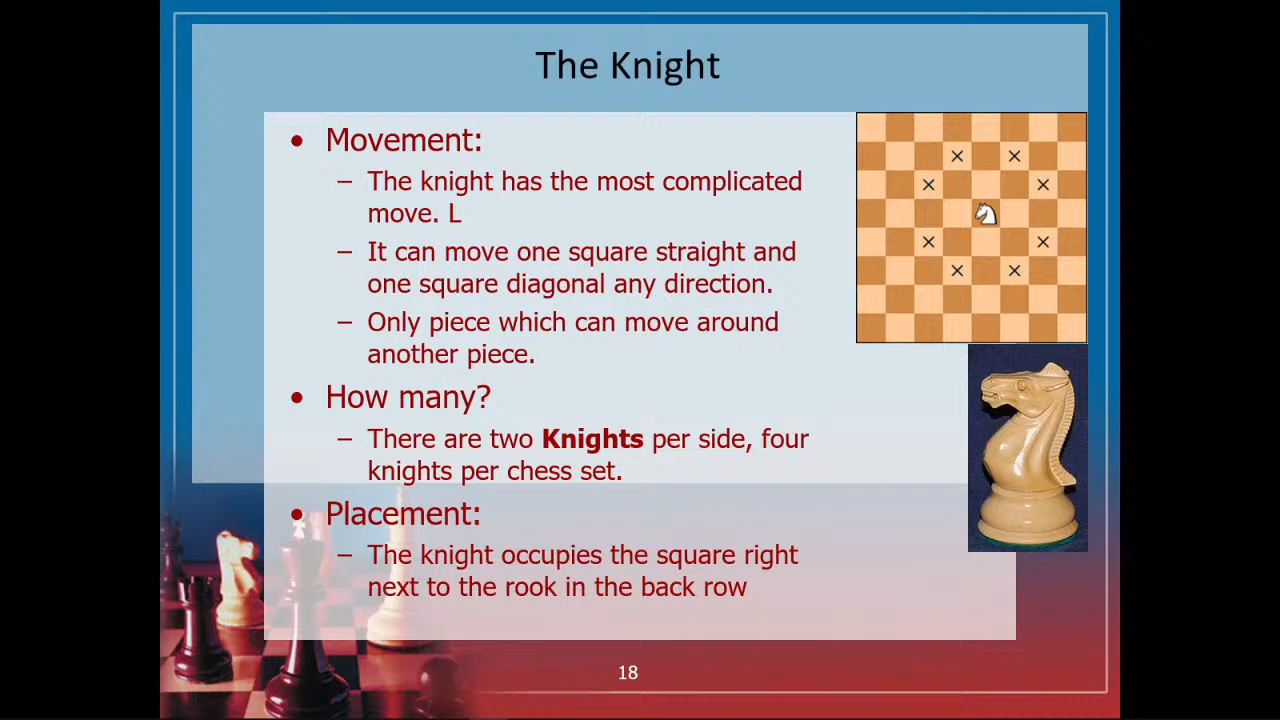 The Knight
• Movement:
– The knight has the most complicated
move. L
– It can move one square straight and
one square diagonal any direction.
– Only piece which can move around
another piece.
• How many?
– There are two Knights per side, four
knights per chess set.
• Placement:
– The knight occupies the square right
next to the rook in the back row
18